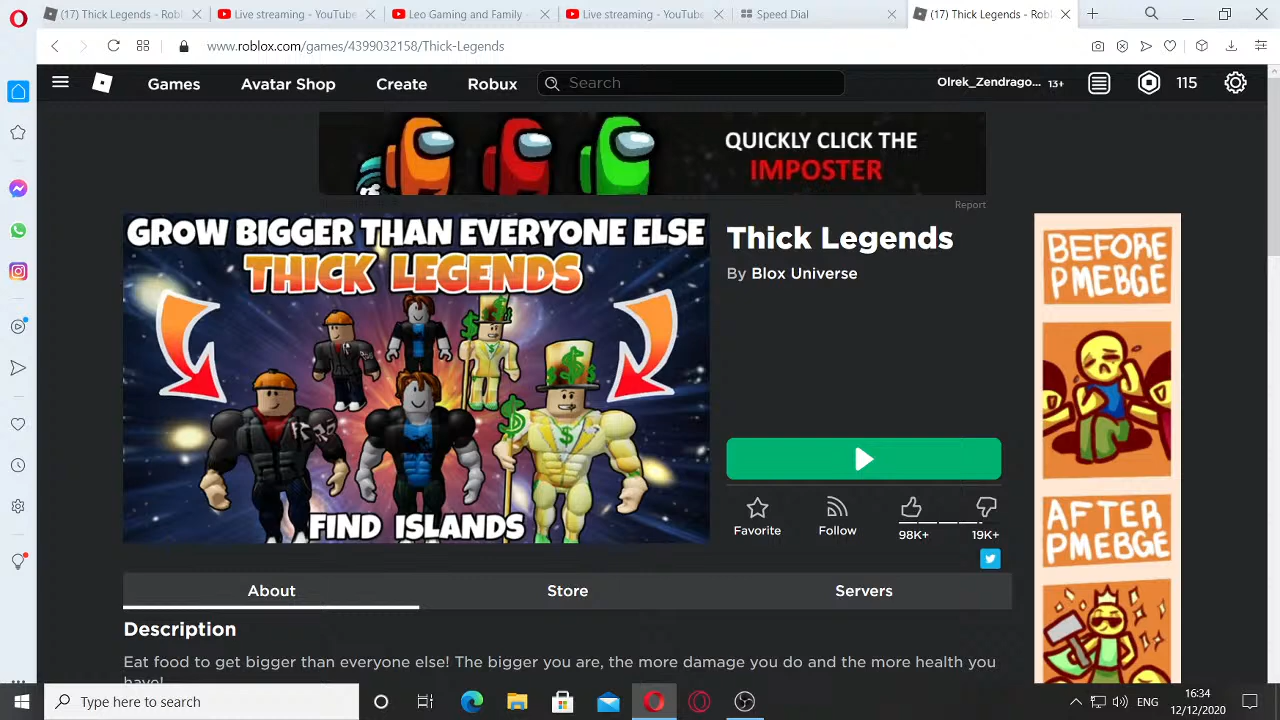 (17) Thick Legends - Robl
Live streaming - YouTube
Leo Gaming and Family -
Live streaming - YouTube
Speed Dial
(17) Thick Legends - Robl
www.roblox.com/games/4399032158/Thick-Legends
Games
Avatar Shop
Create
Robux
Search
Olrek_Zendrago... 13+
115
QUICKLY CLICK THE
IMPOSTER
Report
GROW BIGGER THAN EVERYONE ELSE
THICK LEGENDS
FIND ISLANDS
Thick Legends
By Blox Universe
Favorite
Follow
98K+
19K+
BEFORE
PMEBGE
AFTER
PMEBGE
About
Store
Servers
Description
Eat food to get bigger than everyone else! The bigger you are, the more damage you do and the more health you
have!
Type here to search
ENG
16:34
12/12/2020